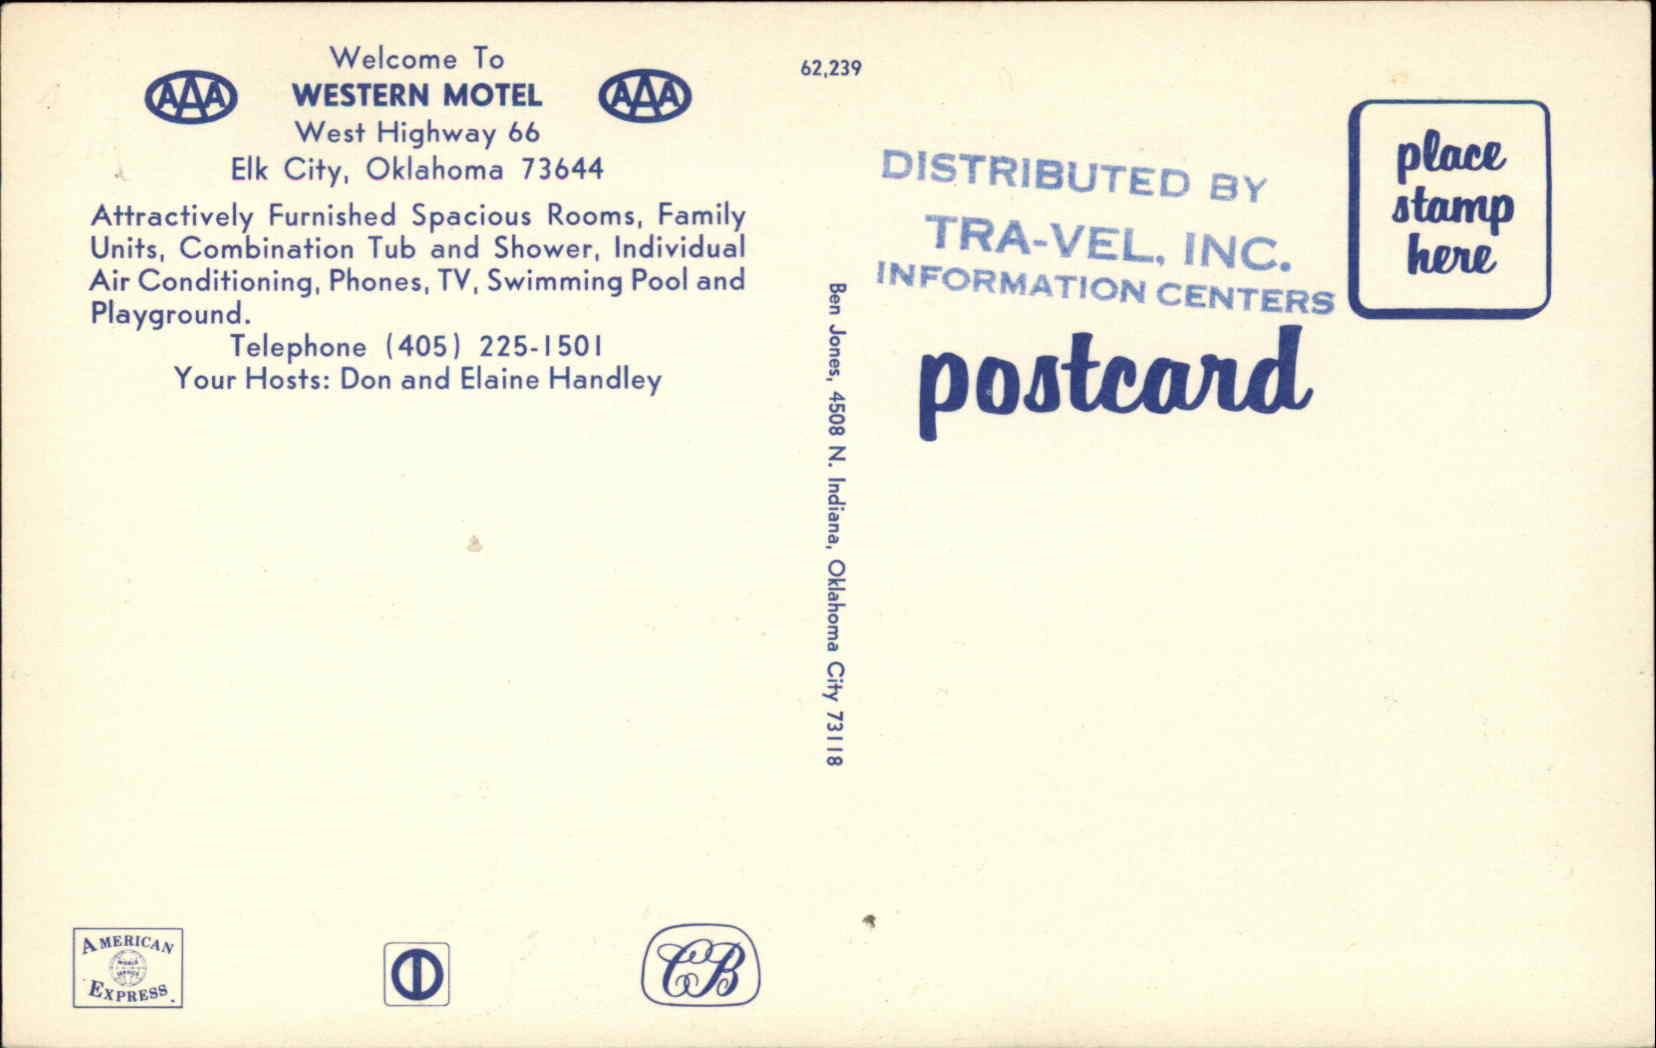 Welcome To
AAA
WESTERN MOTEL
AAA
West Highway 66
Elk City, Oklahoma 73644
Attractively Furnished Spacious Rooms, Family
Units, Combination Tub and Shower, Individual
Air Conditioning, Phones, TV, Swimming Pool and
Playground.
Telephone (405) 225-1501
Your Hosts: Don and Elaine Handley
AMERICAN
WORLD
SERVICE
EXPRESS
CB
62,239
Ben Jones, 4508 N. Indiana, Oklahoma City 73118
DISTRIBUTED BY
TRA-VEL, INC.
INFORMATION CENTERS
postcard
place
stamp
here